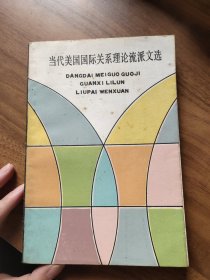 当代美国国际关系理论流派文选
DANGDAI MEIGUO GUOJI
GUANXI LILUN
LIUPAI WENXUAN